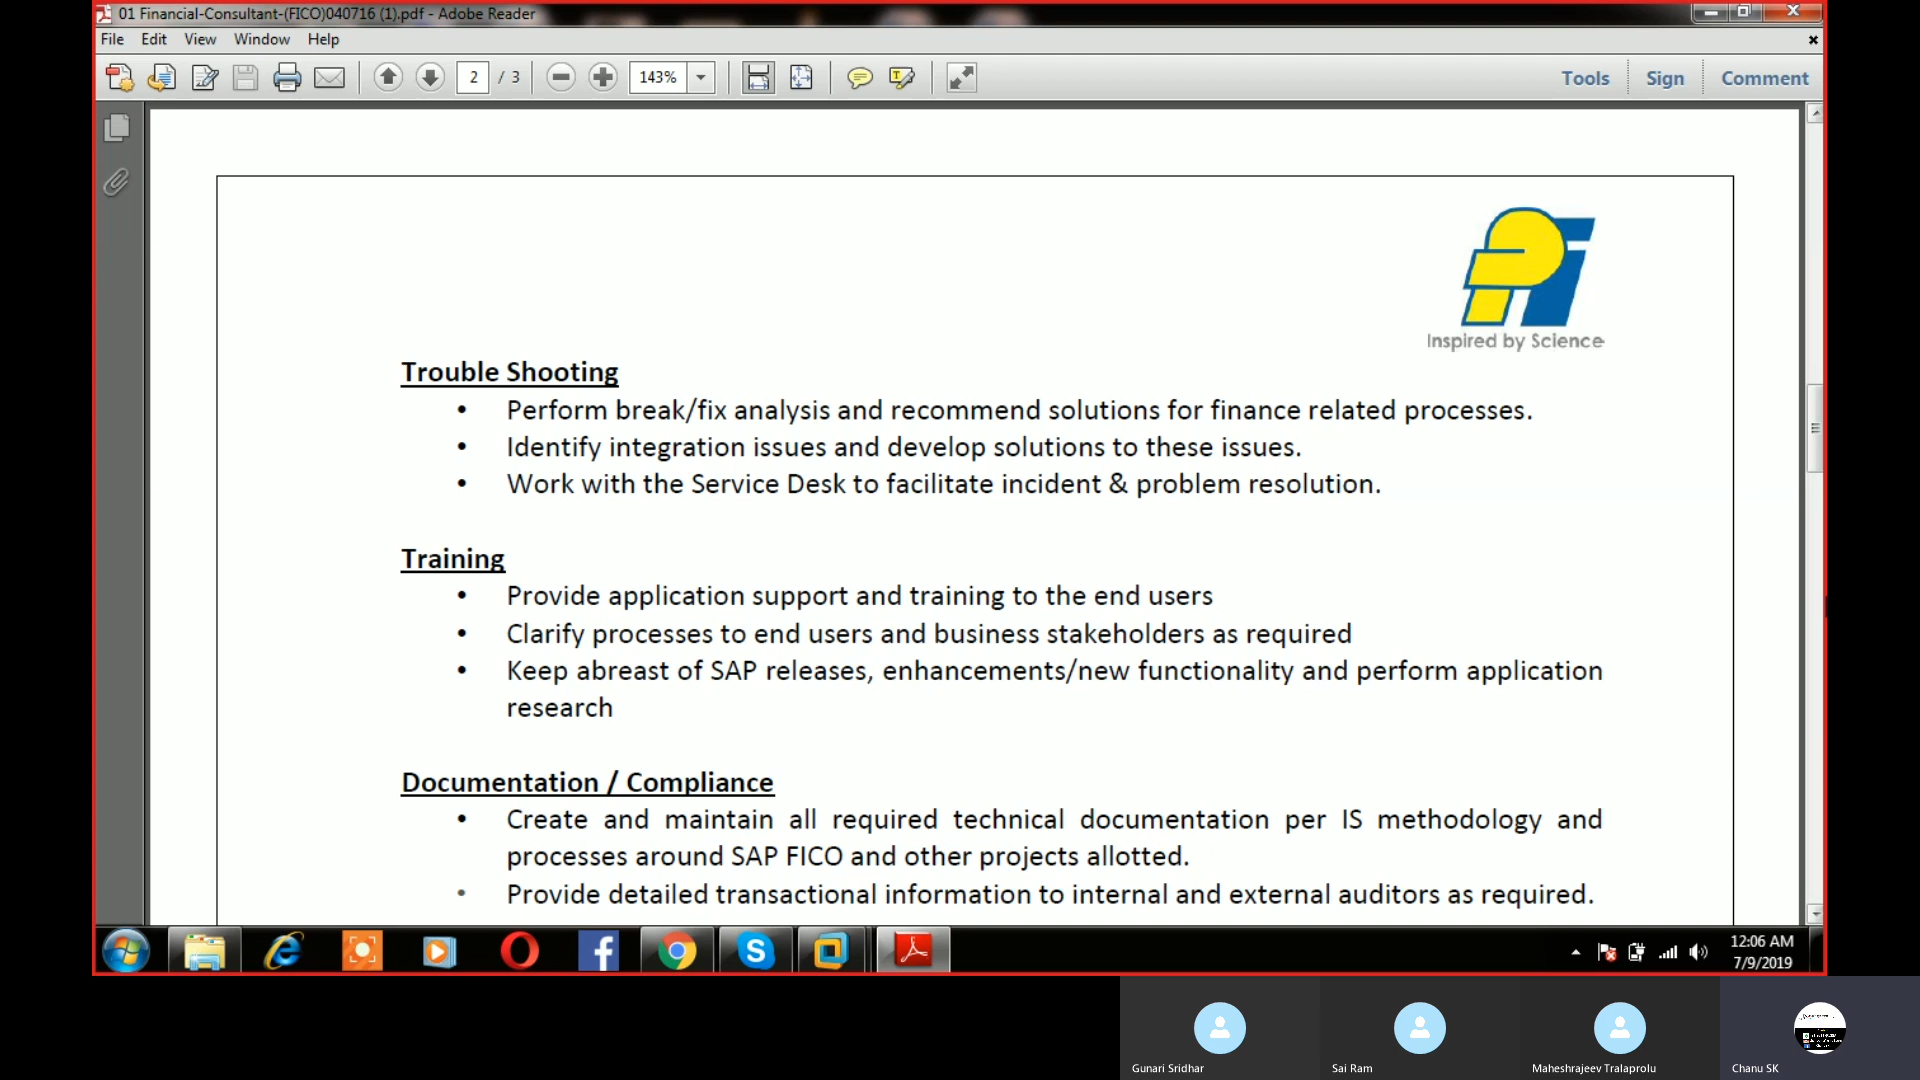 01 Financial-Consultant-(FICO)040716 (1).pdf - Adobe Reader
File Edit View Window Help
2 / 3 143% Tools Sign Comment
Inspired by Science
Trouble Shooting
• Perform break/fix analysis and recommend solutions for finance related processes.
• Identify integration issues and develop solutions to these issues.
• Work with the Service Desk to facilitate incident & problem resolution.
Training
• Provide application support and training to the end users
• Clarify processes to end users and business stakeholders as required
• Keep abreast of SAP releases, enhancements/new functionality and perform application
research
Documentation / Compliance
• Create and maintain all required technical documentation per IS methodology and
processes around SAP FICO and other projects allotted.
• Provide detailed transactional information to internal and external auditors as required.
12:06 AM
7/9/2019
Gunari Sridhar Sai Ram Maheshrajeev Tralaprolu Chanu SK